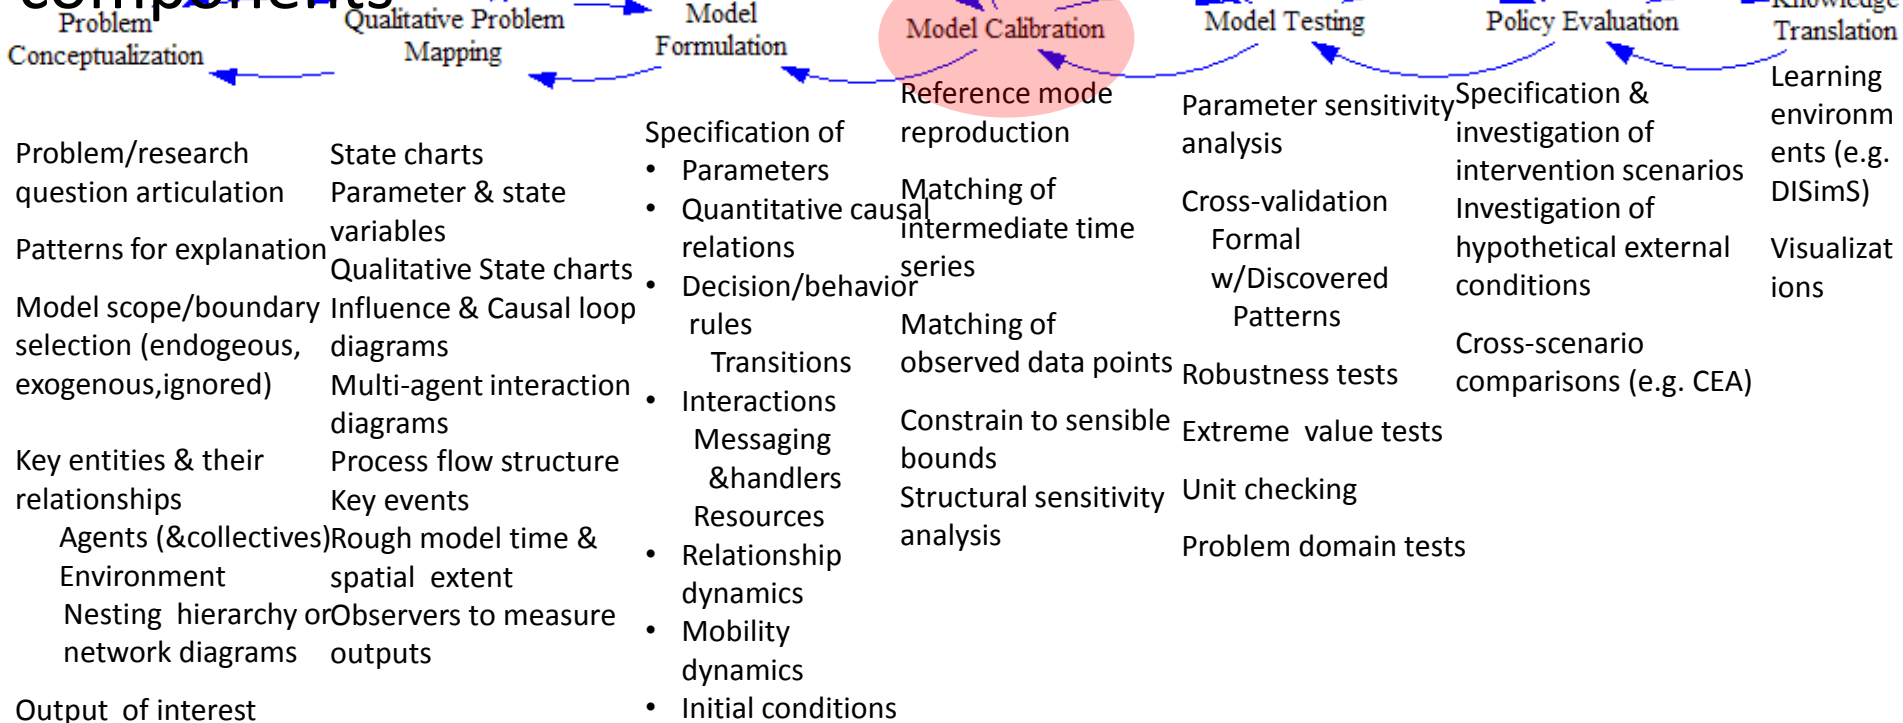 components
Problem
Conceptualization
Qualitative Problem
Mapping
Model
Formulation
Model Calibration
Model Testing
Policy Evaluation
Knowledge
Translation
Problem/research
question articulation
Patterns for explanation
Model scope/boundary
selection (endogeous,
exogenous,ignored)
Key entities & their
relationships
Agents (&collectives)
Environment
Nesting hierarchy or
network diagrams
Output of interest
State charts
Parameter & state
variables
Qualitative State charts
Influence & Causal loop
diagrams
Multi-agent interaction
diagrams
Process flow structure
Key events
Rough model time &
spatial extent
Observers to measure
outputs
Specification of
• Parameters
• Quantitative causal
relations
• Decision/behavior
rules
Transitions
• Interactions
Messaging
&handlers
Resources
• Relationship
dynamics
• Mobility
dynamics
• Initial conditions
Reference mode
reproduction
Matching of
intermediate time
series
Matching of
observed data points
Constrain to sensible
bounds
Structural sensitivity
analysis
Parameter sensitivity
analysis
Cross-validation
Formal
w/Discovered
Patterns
Robustness tests
Extreme value tests
Unit checking
Problem domain tests
Specification &
investigation of
intervention scenarios
Investigation of
hypothetical external
conditions
Cross-scenario
comparisons (e.g. CEA)
Learning
environm
ents (e.g.
DISimS)
Visualizat
ions